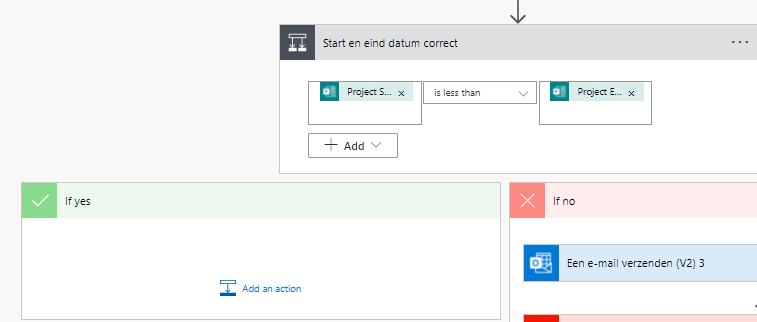 Start en eind datum correct
...
Project S... ×
is less than
Project E... ×
+ Add
If yes
If no
Een e-mail verzenden (V2) 3
Add an action